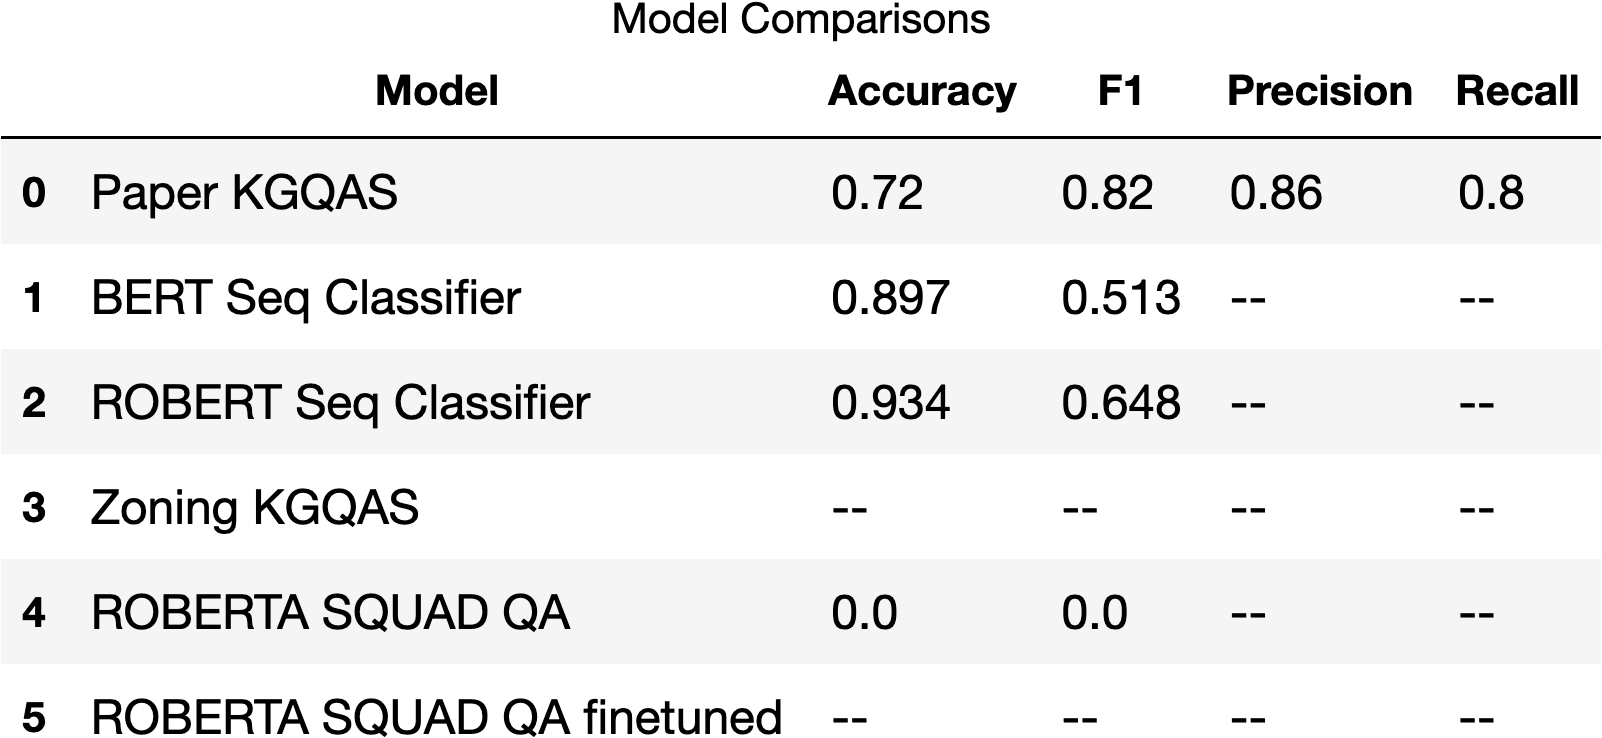 Model Comparisons
Model Accuracy F1 Precision Recall
0 Paper KGQAS 0.72 0.82 0.86 0.8
1 BERT Seq Classifier 0.897 0.513 -- --
2 ROBERT Seq Classifier 0.934 0.648 -- --
3 Zoning KGQAS -- -- -- --
4 ROBERTA SQUAD QA 0.0 0.0 -- --
5 ROBERTA SQUAD QA finetuned -- -- -- --